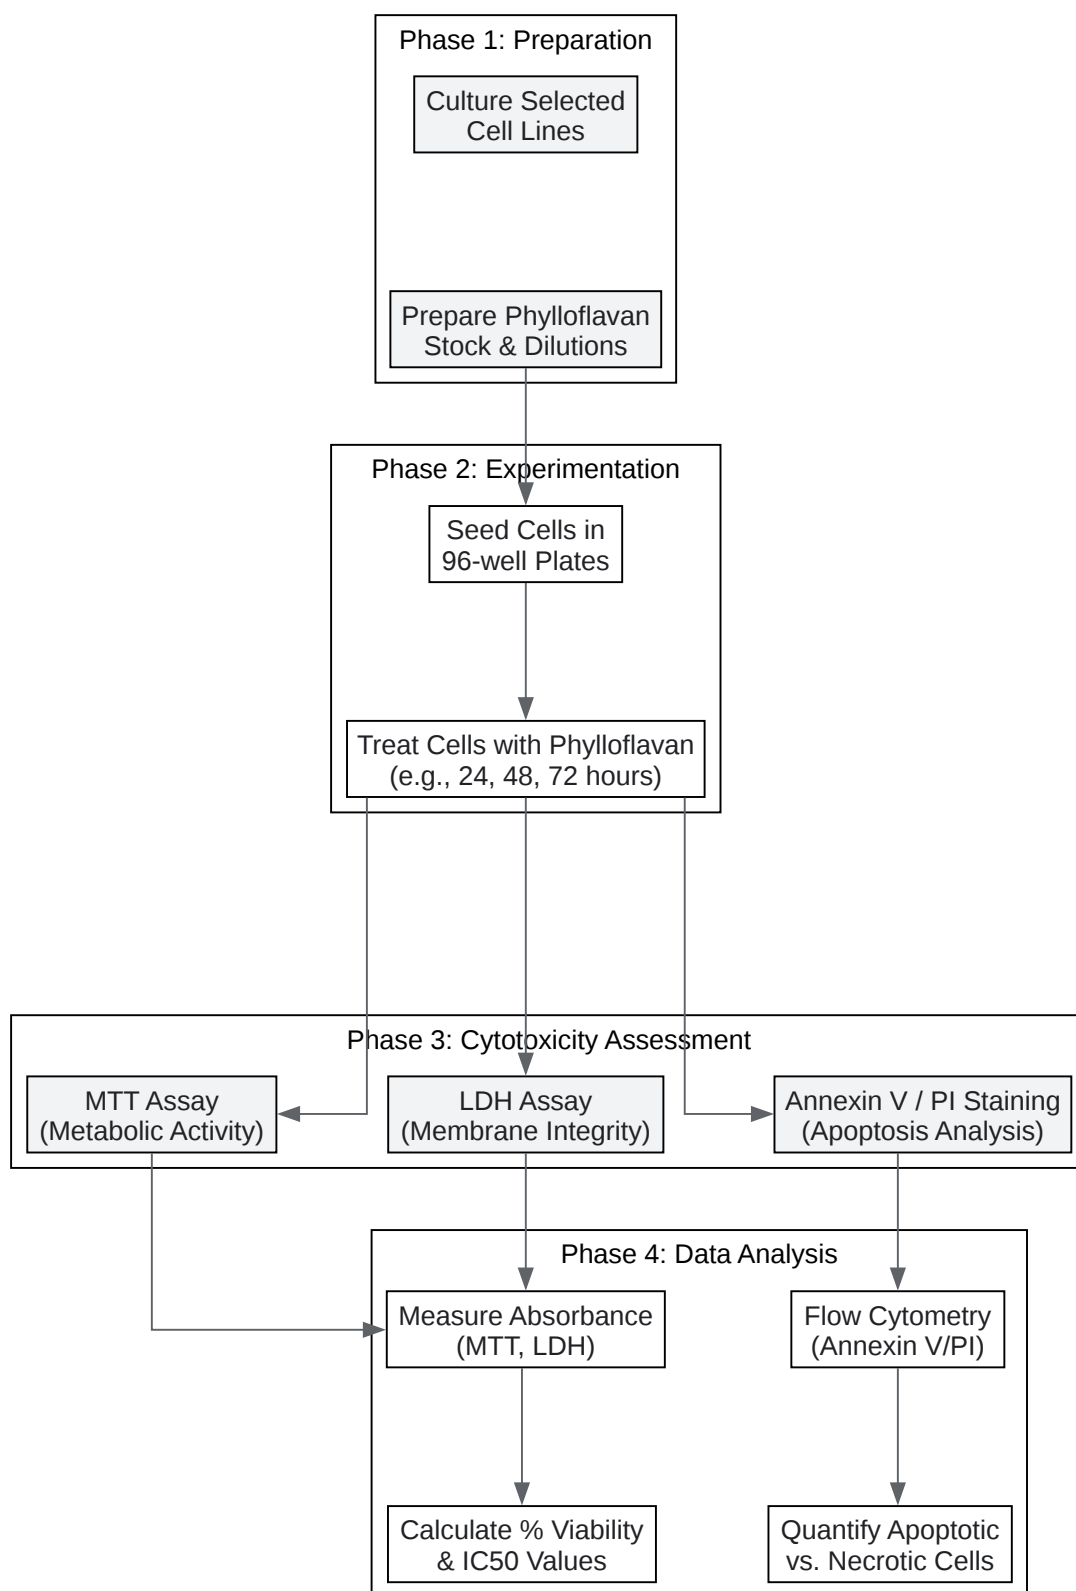 Phase 1: Preparation
Culture Selected
Cell Lines
Prepare Phylloflavan
Stock & Dilutions
Phase 2: Experimentation
Seed Cells in
96-well Plates
Treat Cells with Phylloflavan
(e.g., 24, 48, 72 hours)
Phase 3: Cytotoxicity Assessment
MTT Assay
(Metabolic Activity)
LDH Assay
(Membrane Integrity)
Annexin V / PI Staining
(Apoptosis Analysis)
Phase 4: Data Analysis
Measure Absorbance
(MTT, LDH)
Flow Cytometry
(Annexin V/PI)
Calculate % Viability
& IC50 Values
Quantify Apoptotic
vs. Necrotic Cells